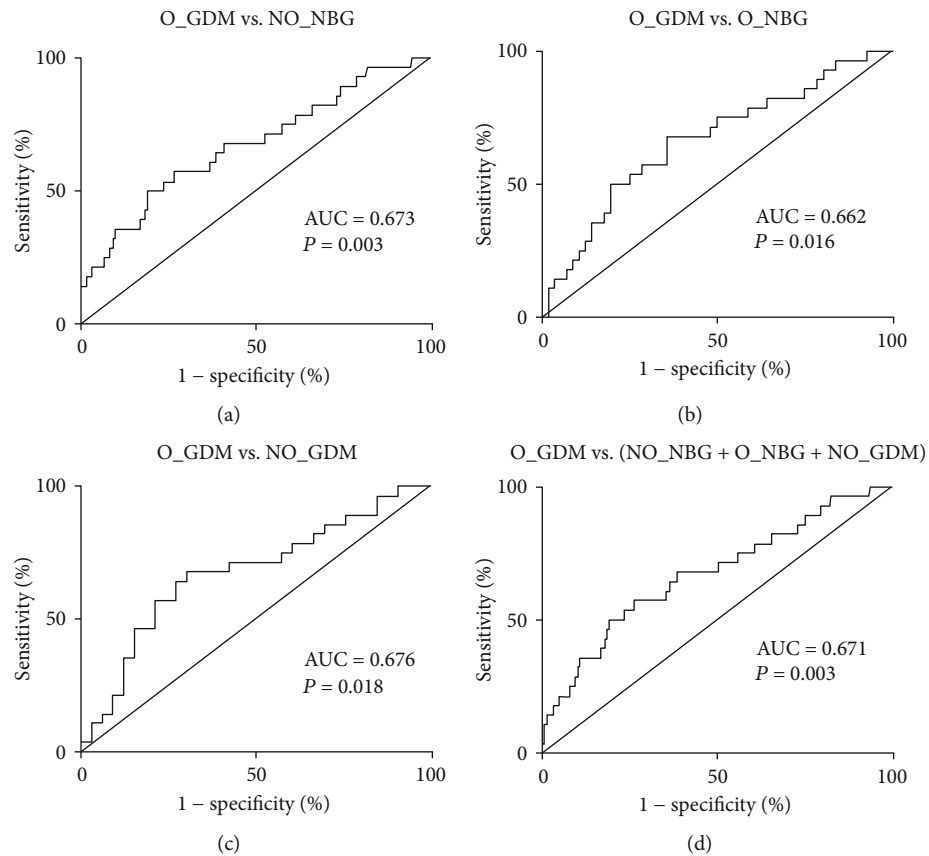 O_GDM vs. NO_NBG
100
50
0
Sensitivity (%)
AUC = 0.673
P = 0.003
0 50 100
1 – specificity (%)
(a)
O_GDM vs. O_NBG
100
50
0
Sensitivity (%)
AUC = 0.662
P = 0.016
0 50 100
1 – specificity (%)
(b)
O_GDM vs. NO_GDM
100
50
0
Sensitivity (%)
AUC = 0.676
P = 0.018
0 50 100
1 – specificity (%)
(c)
O_GDM vs. (NO_NBG + O_NBG + NO_GDM)
100
50
0
Sensitivity (%)
AUC = 0.671
P = 0.003
0 50 100
1 – specificity (%)
(d)